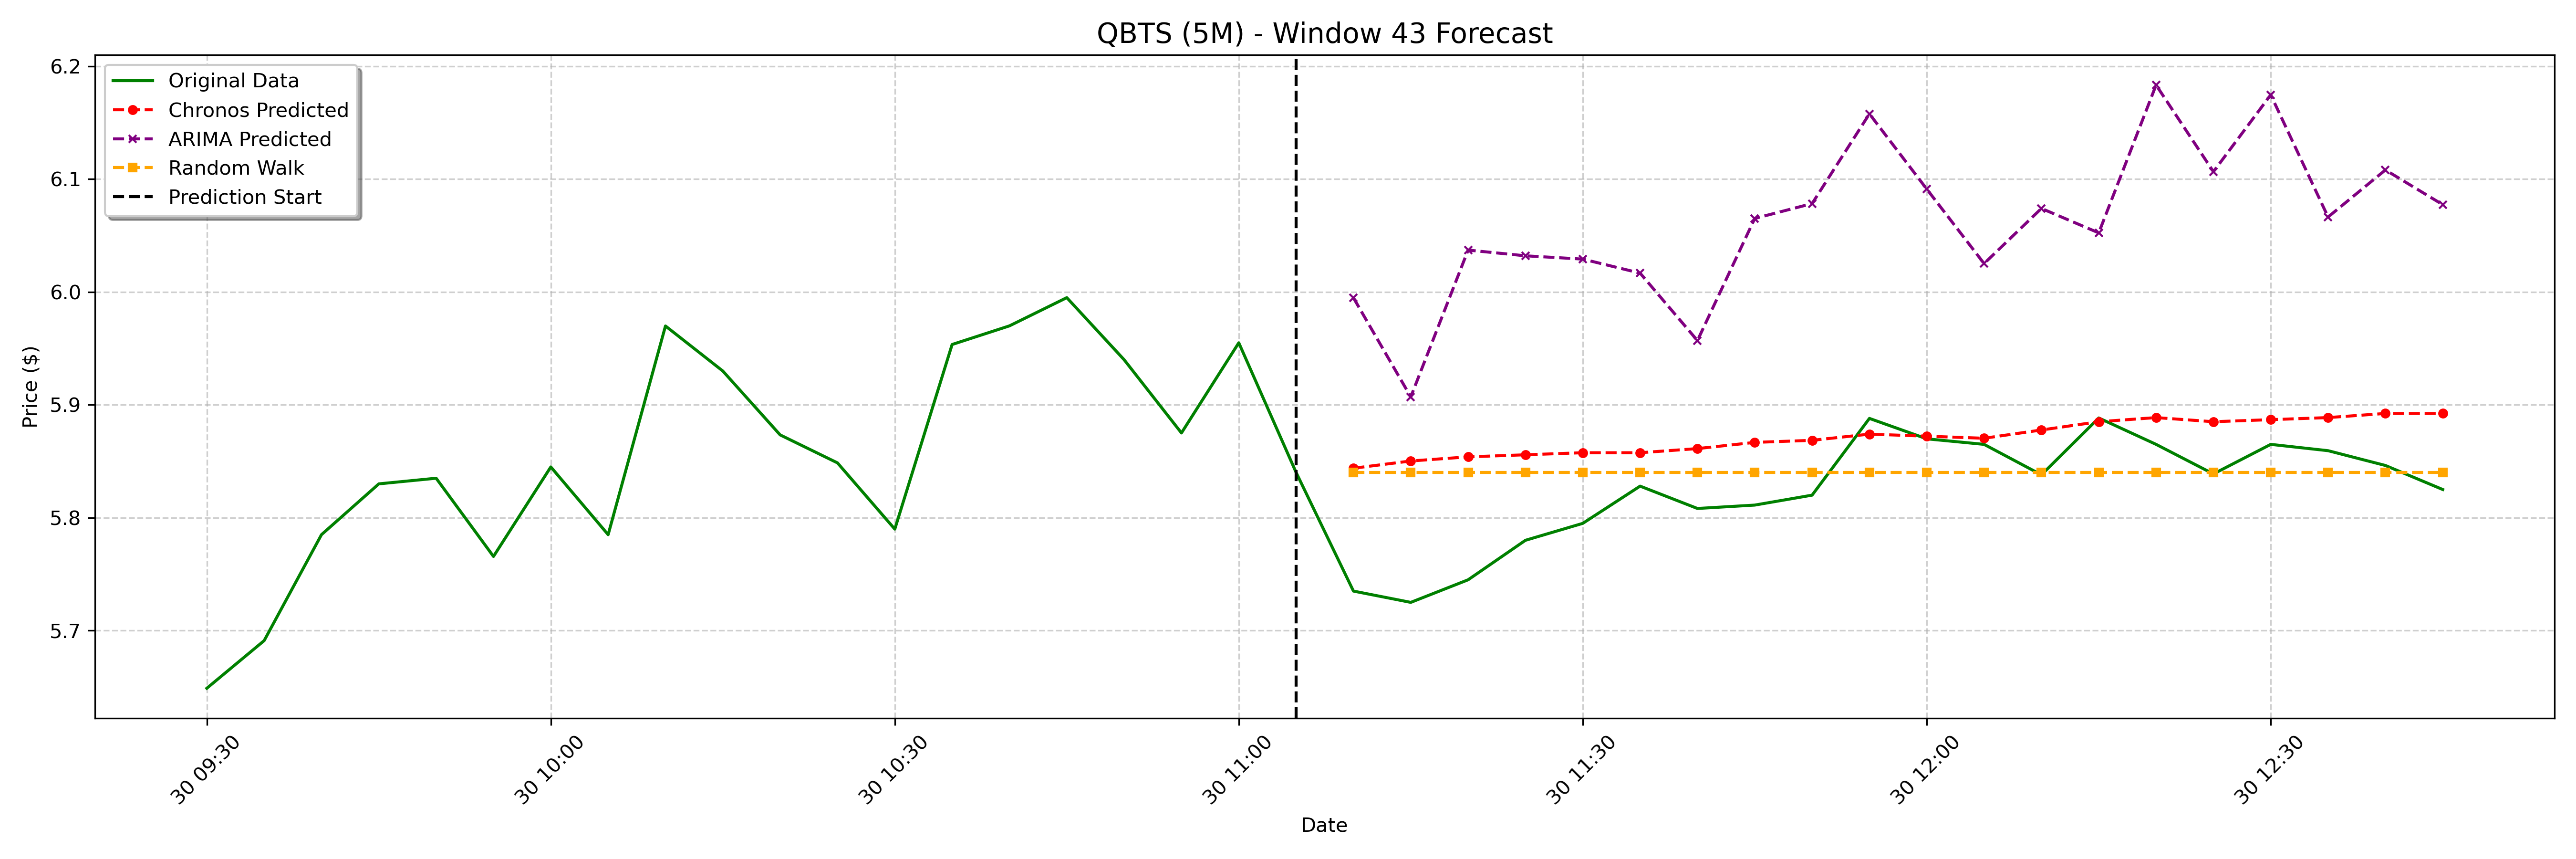 QBTS (5M) - Window 43 Forecast
Original Data
Chronos Predicted
ARIMA Predicted
Random Walk
Prediction Start
Price ($)
6.2
6.1
6.0
5.9
5.8
5.7
30 09:30
30 10:00
30 10:30
30 11:00
30 11:30
30 12:00
30 12:30
Date